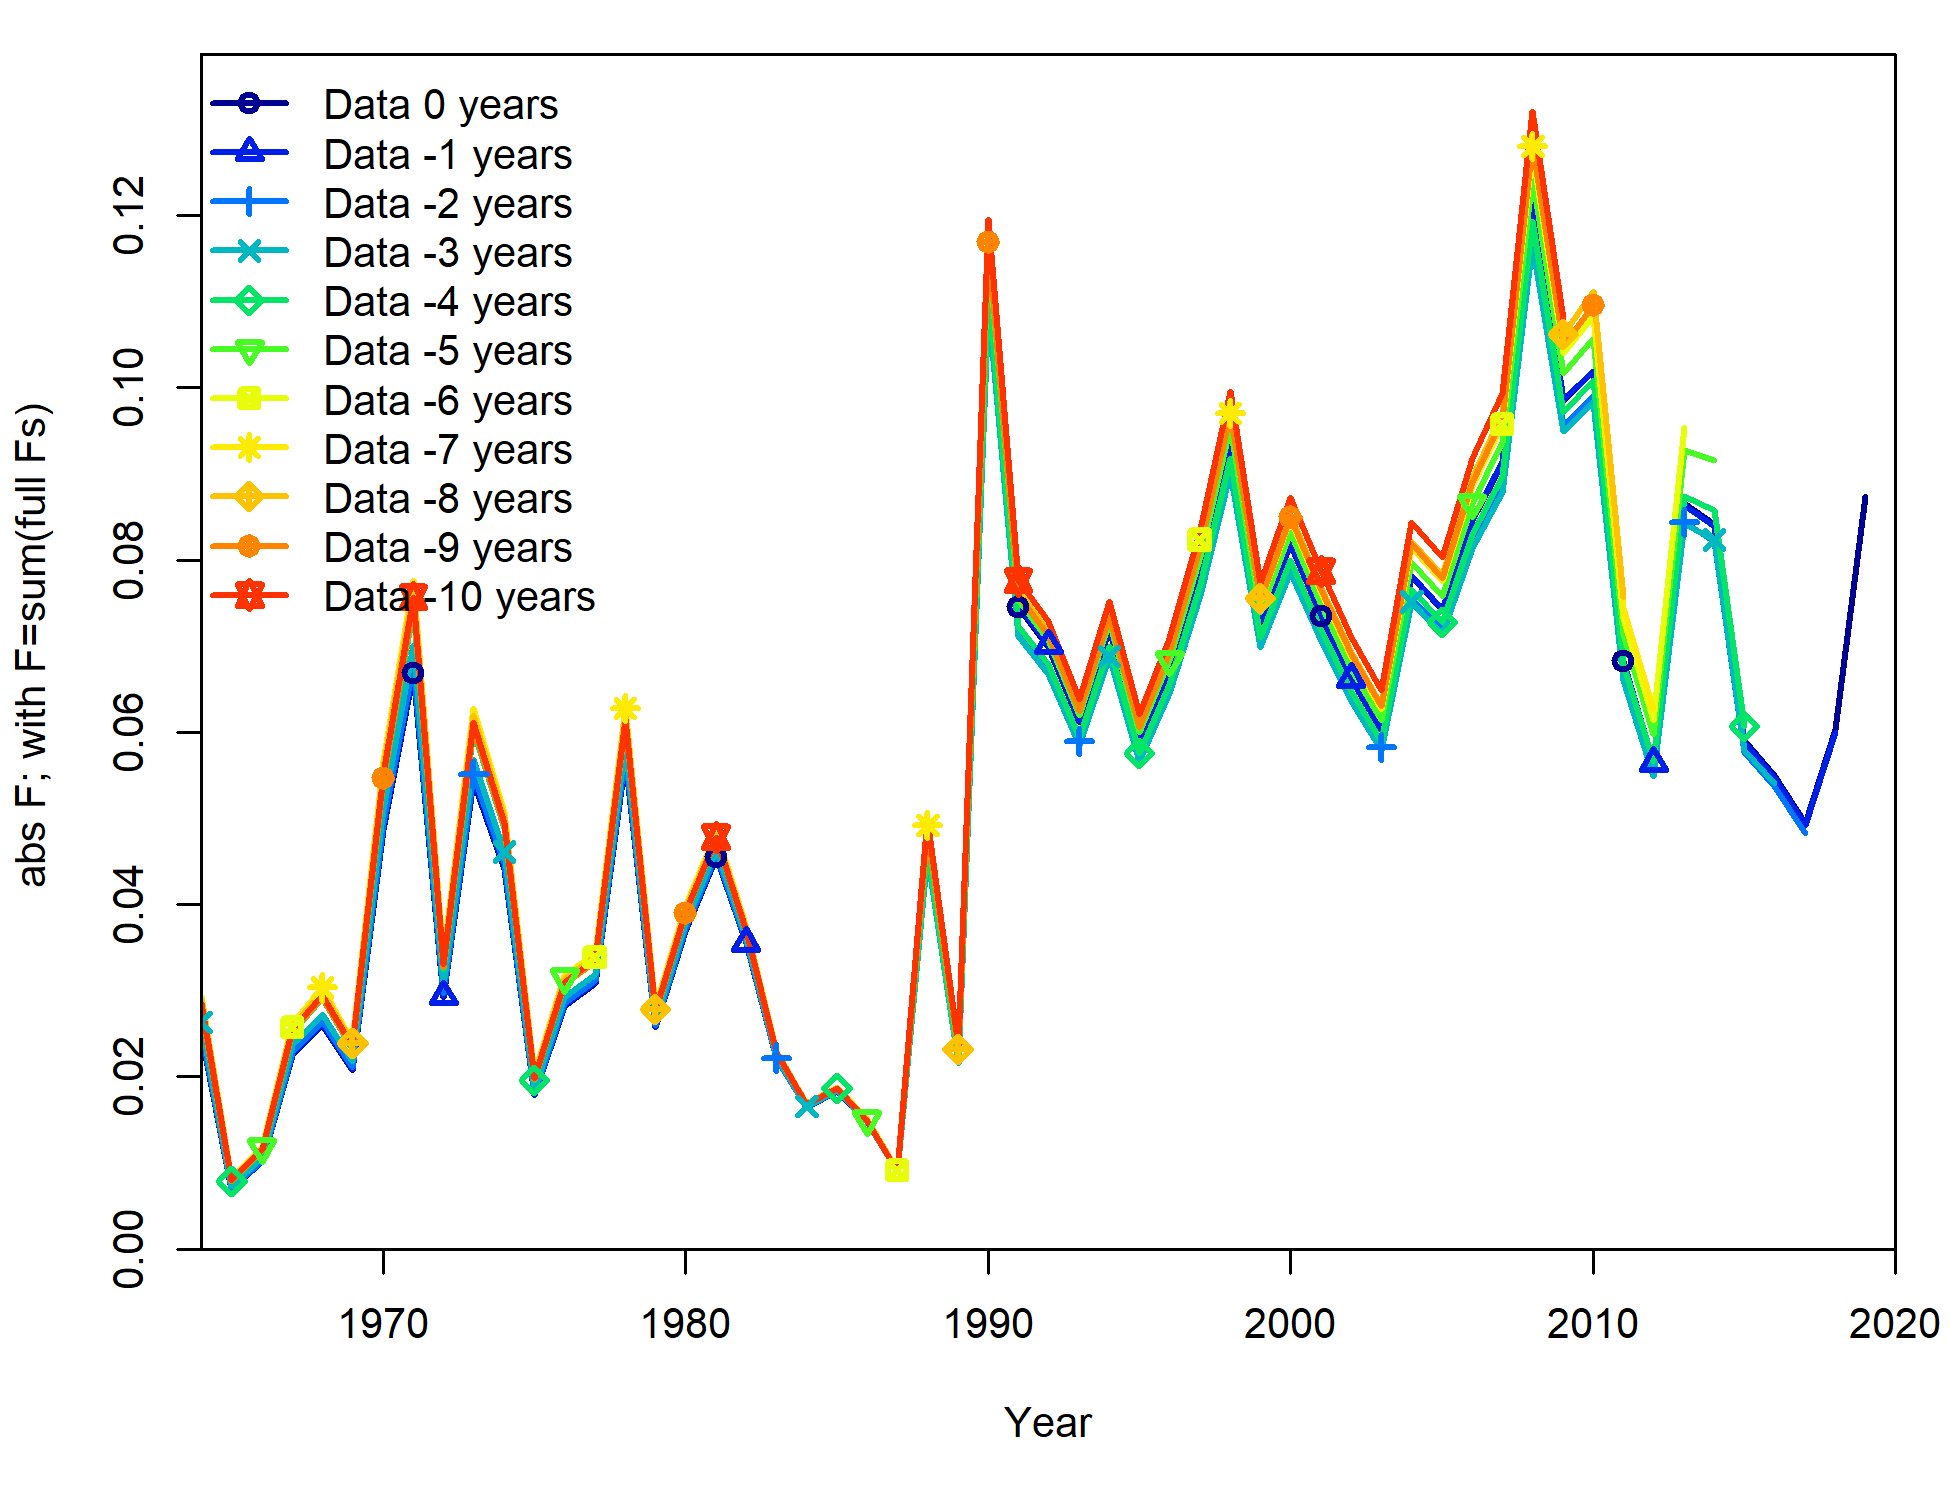 Data 0 years
Data -1 years
Data -2 years
Data -3 years
Data -4 years
Data -5 years
Data -6 years
Data -7 years
Data -8 years
Data -9 years
Data -10 years
abs F; with F=sum(full Fs)
0.12
0.10
0.08
0.06
0.04
0.02
0.00
1970 1980 1990 2000 2010 2020
Year